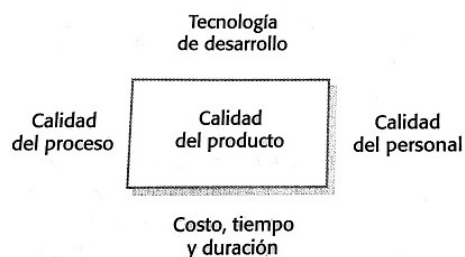 Tecnología
de desarrollo
Calidad
del proceso
Calidad
del producto
Calidad
del personal
Costo, tiempo
y duración